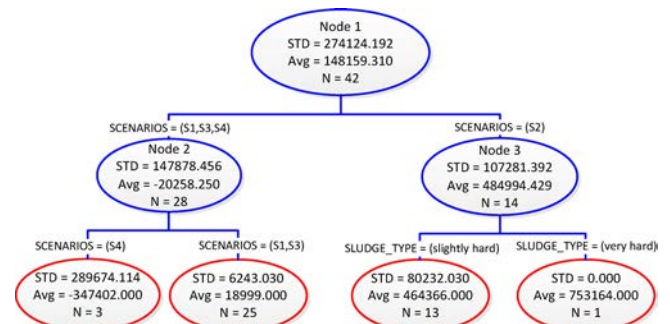 Node 1
STD = 274124.192
Avg = 148159.310
N = 42
SCENARIOS = (S1,S3,S4)
SCENARIOS = (S2)
Node 2
STD = 147878.456
Avg = -20258.250
N = 28
Node 3
STD = 107281.392
Avg = 484994.429
N = 14
SCENARIOS = (S4)
SCENARIOS = (S1,S3)
SLUDGE_TYPE = (slightly hard)
SLUDGE_TYPE = (very hard)
STD = 289674.114
Avg = -347402.000
N = 3
STD = 6243.030
Avg = 18999.000
N = 25
STD = 80232.030
Avg = 464366.000
N = 13
STD = 0.000
Avg = 753164.000
N = 1